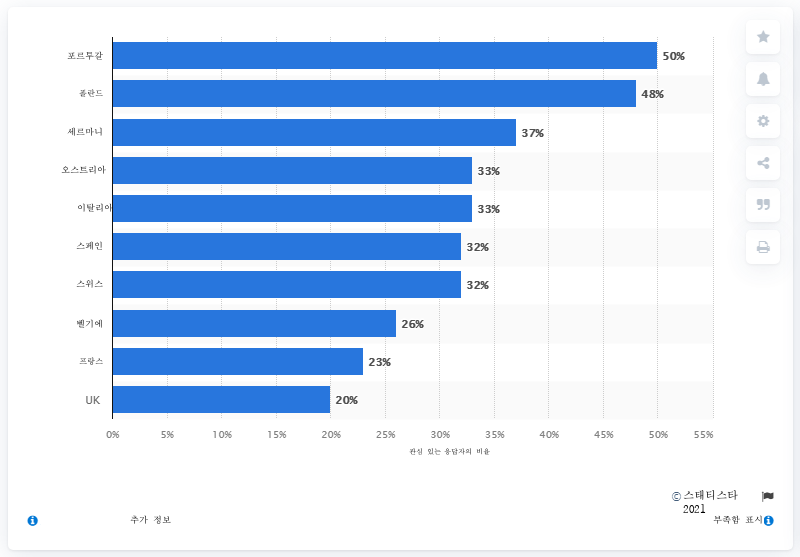 포르투갈 50%
폴란드 48%
제르마니 37%
오스트리아 33%
이탈리아 33%
스페인 32%
스위스 32%
벨기에 26%
프랑스 23%
UK 20%
0% 5% 10% 15% 20% 25% 30% 35% 40% 45% 50% 55%
관심 있는 응답자의 비율
© 스태티스타
2021
추가 정보 부족함 표시